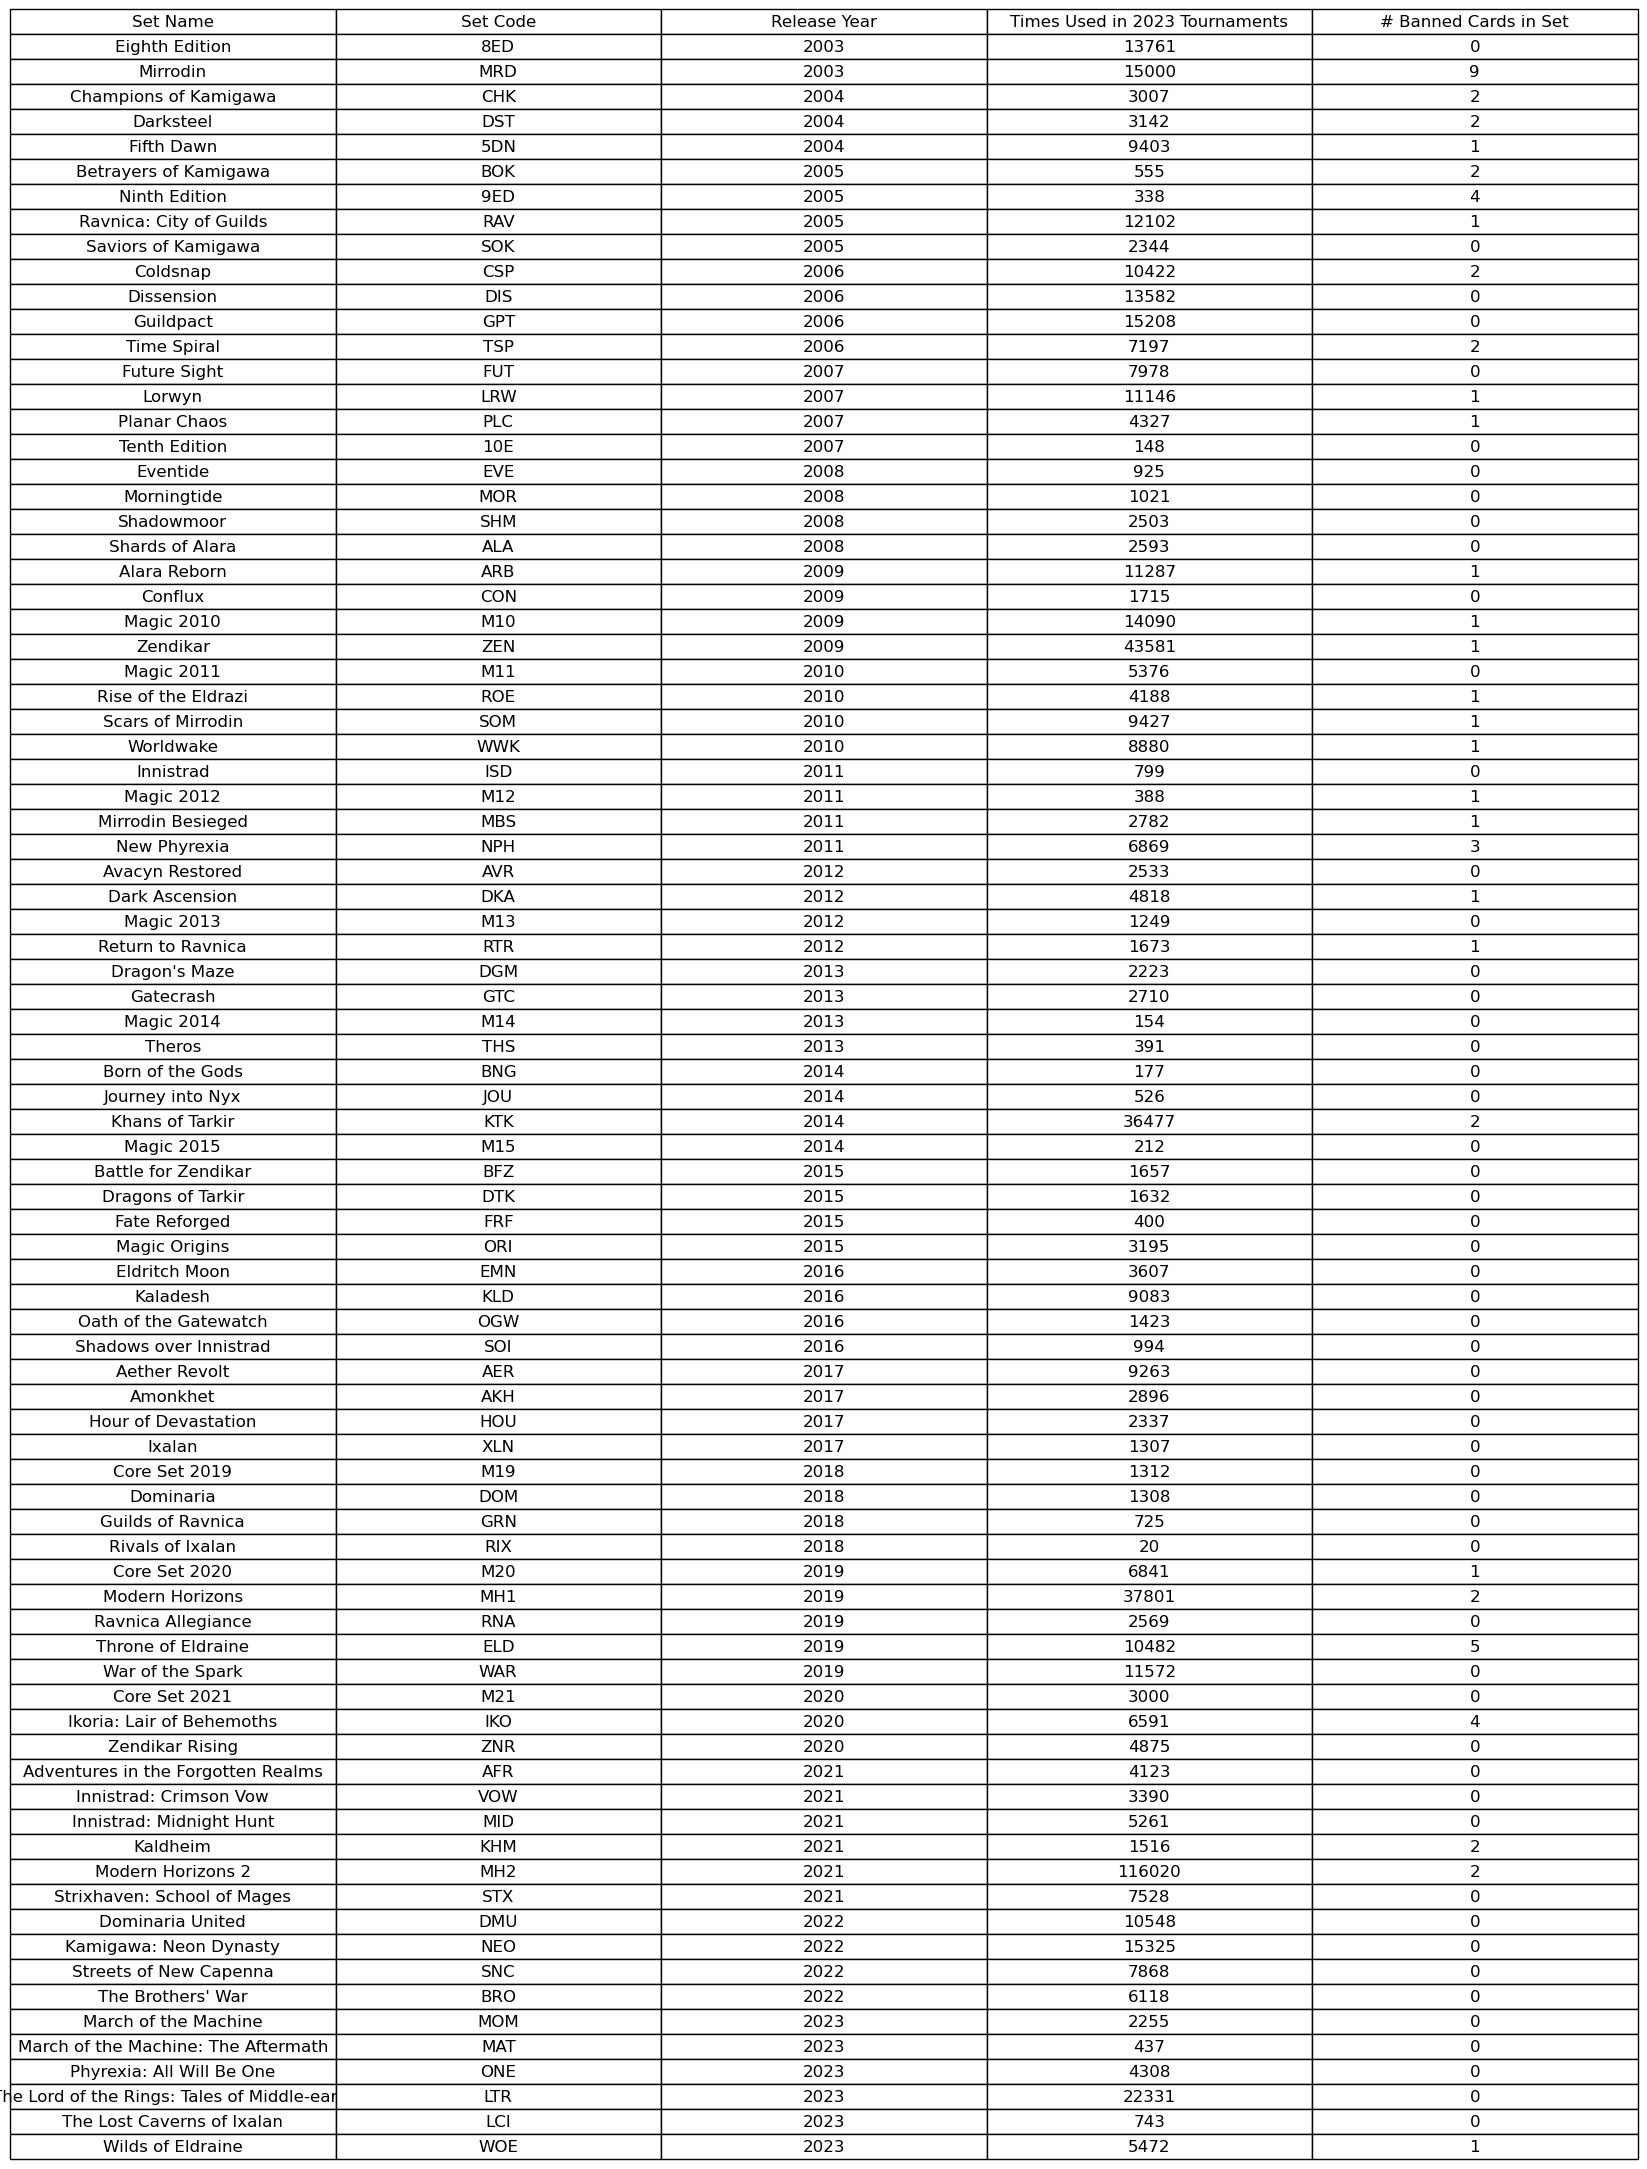 Set Name Set Code Release Year Times Used in 2023 Tournaments # Banned Cards in Set
Eighth Edition 8ED 2003 13761 0
Mirrodin MRD 2003 15000 9
Champions of Kamigawa CHK 2004 3007 2
Darksteel DST 2004 3142 2
Fifth Dawn 5DN 2004 9403 1
Betrayers of Kamigawa BOK 2005 555 2
Ninth Edition 9ED 2005 338 4
Ravnica: City of Guilds RAV 2005 12102 1
Saviors of Kamigawa SOK 2005 2344 0
Coldsnap CSP 2006 10422 2
Dissension DIS 2006 13582 0
Guildpact GPT 2006 15208 0
Time Spiral TSP 2006 7197 2
Future Sight FUT 2007 7978 0
Lorwyn LRW 2007 11146 1
Planar Chaos PLC 2007 4327 1
Tenth Edition 10E 2007 148 0
Eventide EVE 2008 925 0
Morningtide MOR 2008 1021 0
Shadowmoor SHM 2008 2503 0
Shards of Alara ALA 2008 2593 0
Alara Reborn ARB 2009 11287 1
Conflux CON 2009 1715 0
Magic 2010 M10 2009 14090 1
Zendikar ZEN 2009 43581 1
Magic 2011 M11 2010 5376 0
Rise of the Eldrazi ROE 2010 4188 1
Scars of Mirrodin SOM 2010 9427 1
Worldwake WWK 2010 8880 1
Innistrad ISD 2011 799 0
Magic 2012 M12 2011 388 1
Mirrodin Besieged MBS 2011 2782 1
New Phyrexia NPH 2011 6869 3
Avacyn Restored AVR 2012 2533 0
Dark Ascension DKA 2012 4818 1
Magic 2013 M13 2012 1249 0
Return to Ravnica RTR 2012 1673 1
Dragon's Maze DGM 2013 2223 0
Gatecrash GTC 2013 2710 0
Magic 2014 M14 2013 154 0
Theros THS 2013 391 0
Born of the Gods BNG 2014 177 0
Journey into Nyx JOU 2014 526 0
Khans of Tarkir KTK 2014 36477 2
Magic 2015 M15 2014 212 0
Battle for Zendikar BFZ 2015 1657 0
Dragons of Tarkir DTK 2015 1632 0
Fate Reforged FRF 2015 400 0
Magic Origins ORI 2015 3195 0
Eldritch Moon EMN 2016 3607 0
Kaladesh KLD 2016 9083 0
Oath of the Gatewatch OGW 2016 1423 0
Shadows over Innistrad SOI 2016 994 0
Aether Revolt AER 2017 9263 0
Amonkhet AKH 2017 2896 0
Hour of Devastation HOU 2017 2337 0
Ixalan XLN 2017 1307 0
Core Set 2019 M19 2018 1312 0
Dominaria DOM 2018 1308 0
Guilds of Ravnica GRN 2018 725 0
Rivals of Ixalan RIX 2018 20 0
Core Set 2020 M20 2019 6841 1
Modern Horizons MH1 2019 37801 2
Ravnica Allegiance RNA 2019 2569 0
Throne of Eldraine ELD 2019 10482 5
War of the Spark WAR 2019 11572 0
Core Set 2021 M21 2020 3000 0
Ikoria: Lair of Behemoths IKO 2020 6591 4
Zendikar Rising ZNR 2020 4875 0
Adventures in the Forgotten Realms AFR 2021 4123 0
Innistrad: Crimson Vow VOW 2021 3390 0
Innistrad: Midnight Hunt MID 2021 5261 0
Kaldheim KHM 2021 1516 2
Modern Horizons 2 MH2 2021 116020 2
Strixhaven: School of Mages STX 2021 7528 0
Dominaria United DMU 2022 10548 0
Kamigawa: Neon Dynasty NEO 2022 15325 0
Streets of New Capenna SNC 2022 7868 0
The Brothers' War BRO 2022 6118 0
March of the Machine MOM 2023 2255 0
March of the Machine: The Aftermath MAT 2023 437 0
Phyrexia: All Will Be One ONE 2023 4308 0
he Lord of the Rings: Tales of Middle-ear LTR 2023 22331 0
The Lost Caverns of Ixalan LCI 2023 743 0
Wilds of Eldraine WOE 2023 5472 1